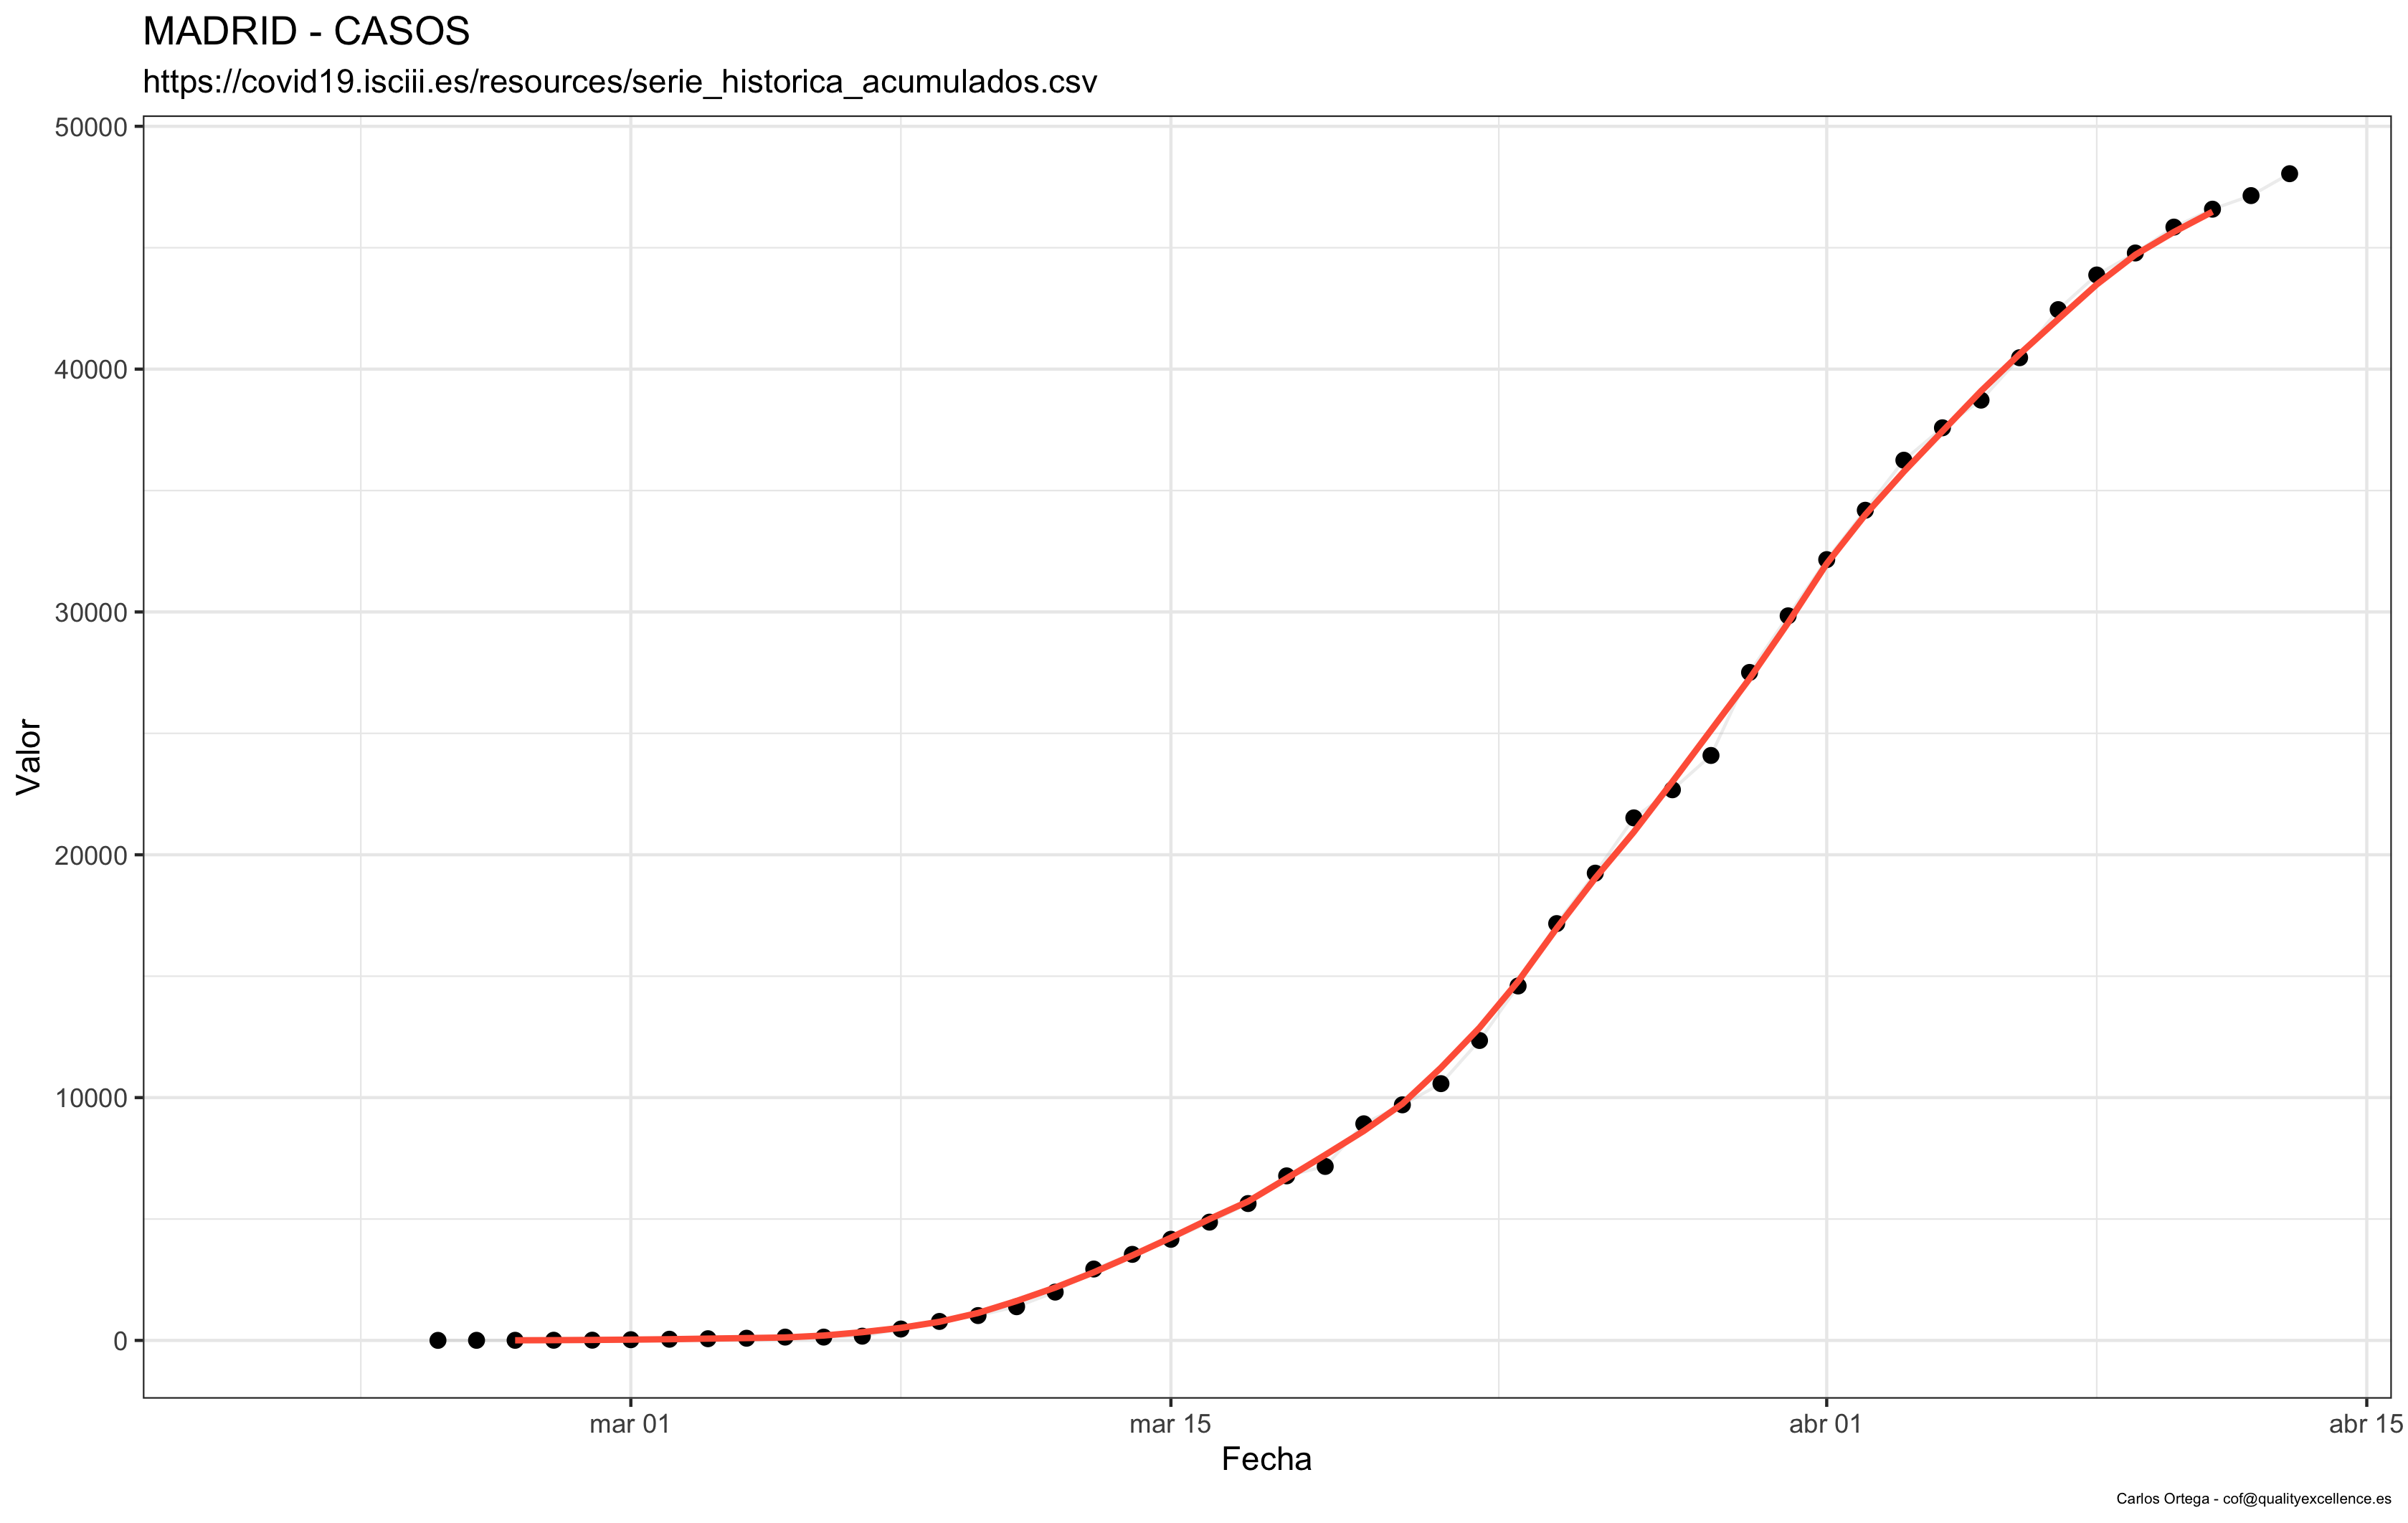 MADRID - CASOS
https://covid19.isciii.es/resources/serie_historica_acumulados.csv
50000
40000
30000
20000
10000
0
Valor
mar 01
mar 15
abr 01
abr 15
Fecha
Carlos Ortega - cof@qualityexcellence.es